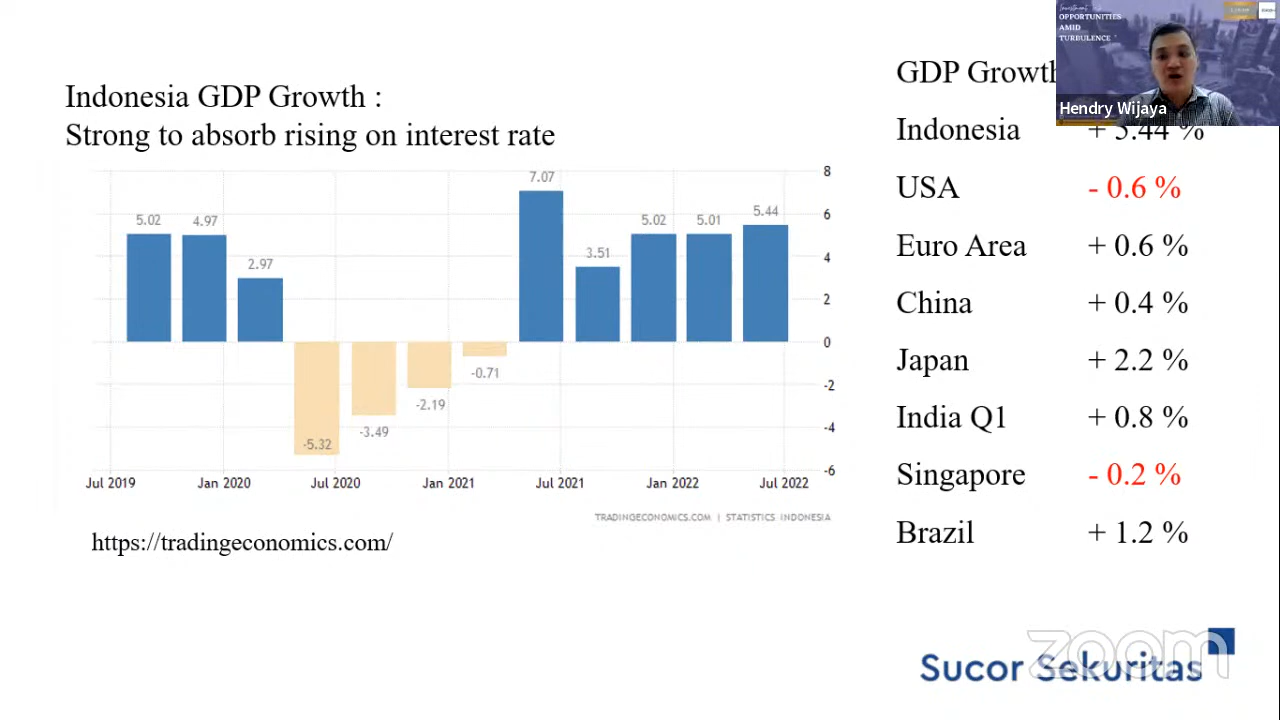 Indonesia GDP Growth :
Strong to absorb rising on interest rate
7.07
5.02
4.97
2.97
3.51
5.02
5.01
5.44
-5.32
-3.49
-2.19
-0.71
8
6
4
2
0
-2
-4
-6
Jul 2019
Jan 2020
Jul 2020
Jan 2021
Jul 2021
Jan 2022
Jul 2022
TRADINGECONOMICS.COM | STATISTICS INDONESIA
https://tradingeconomics.com/
GDP Growth
Indonesia + 5.44 %
USA - 0.6 %
Euro Area + 0.6 %
China + 0.4 %
Japan + 2.2 %
India Q1 + 0.8 %
Singapore - 0.2 %
Brazil + 1.2 %
Investment
OPPORTUNITIES
AMID
TURBULENCE
Hendry Wijaya
zoom
Sucor Sekuritas